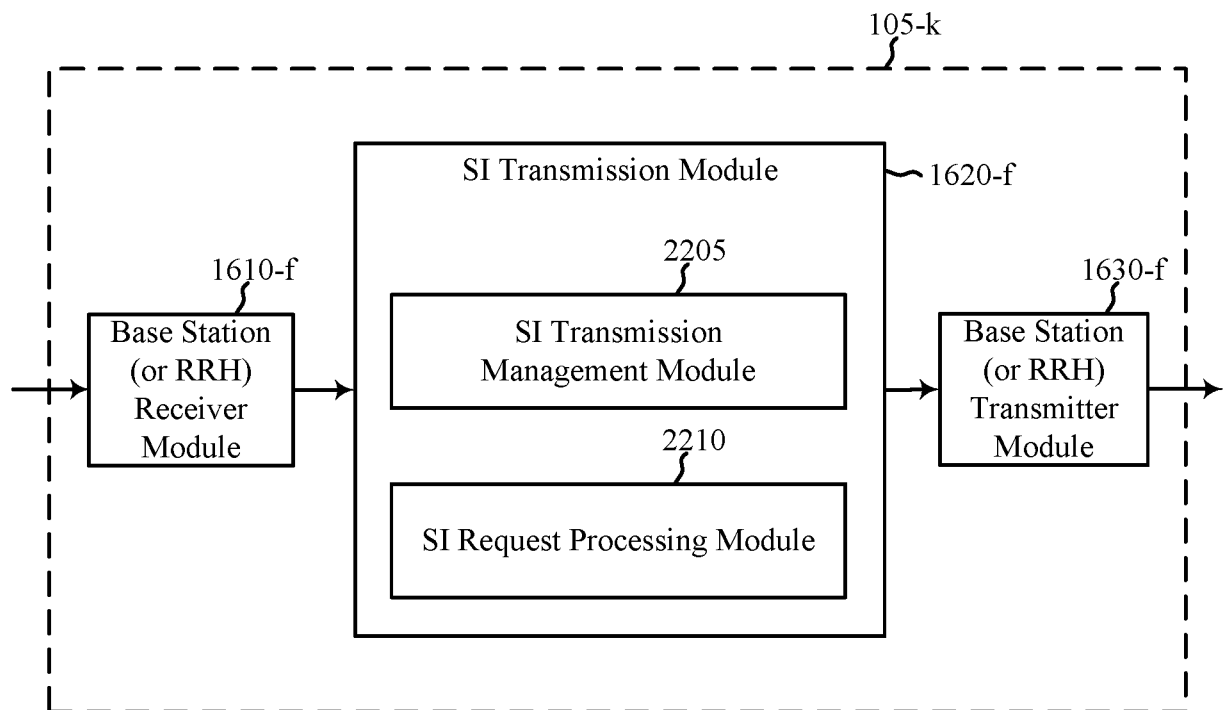 105-k
SI Transmission Module
1620-f
2205
1610-f
1630-f
Base Station
(or RRH)
Receiver
Module
SI Transmission
Management Module
Base Station
(or RRH)
Transmitter
Module
2210
SI Request Processing Module